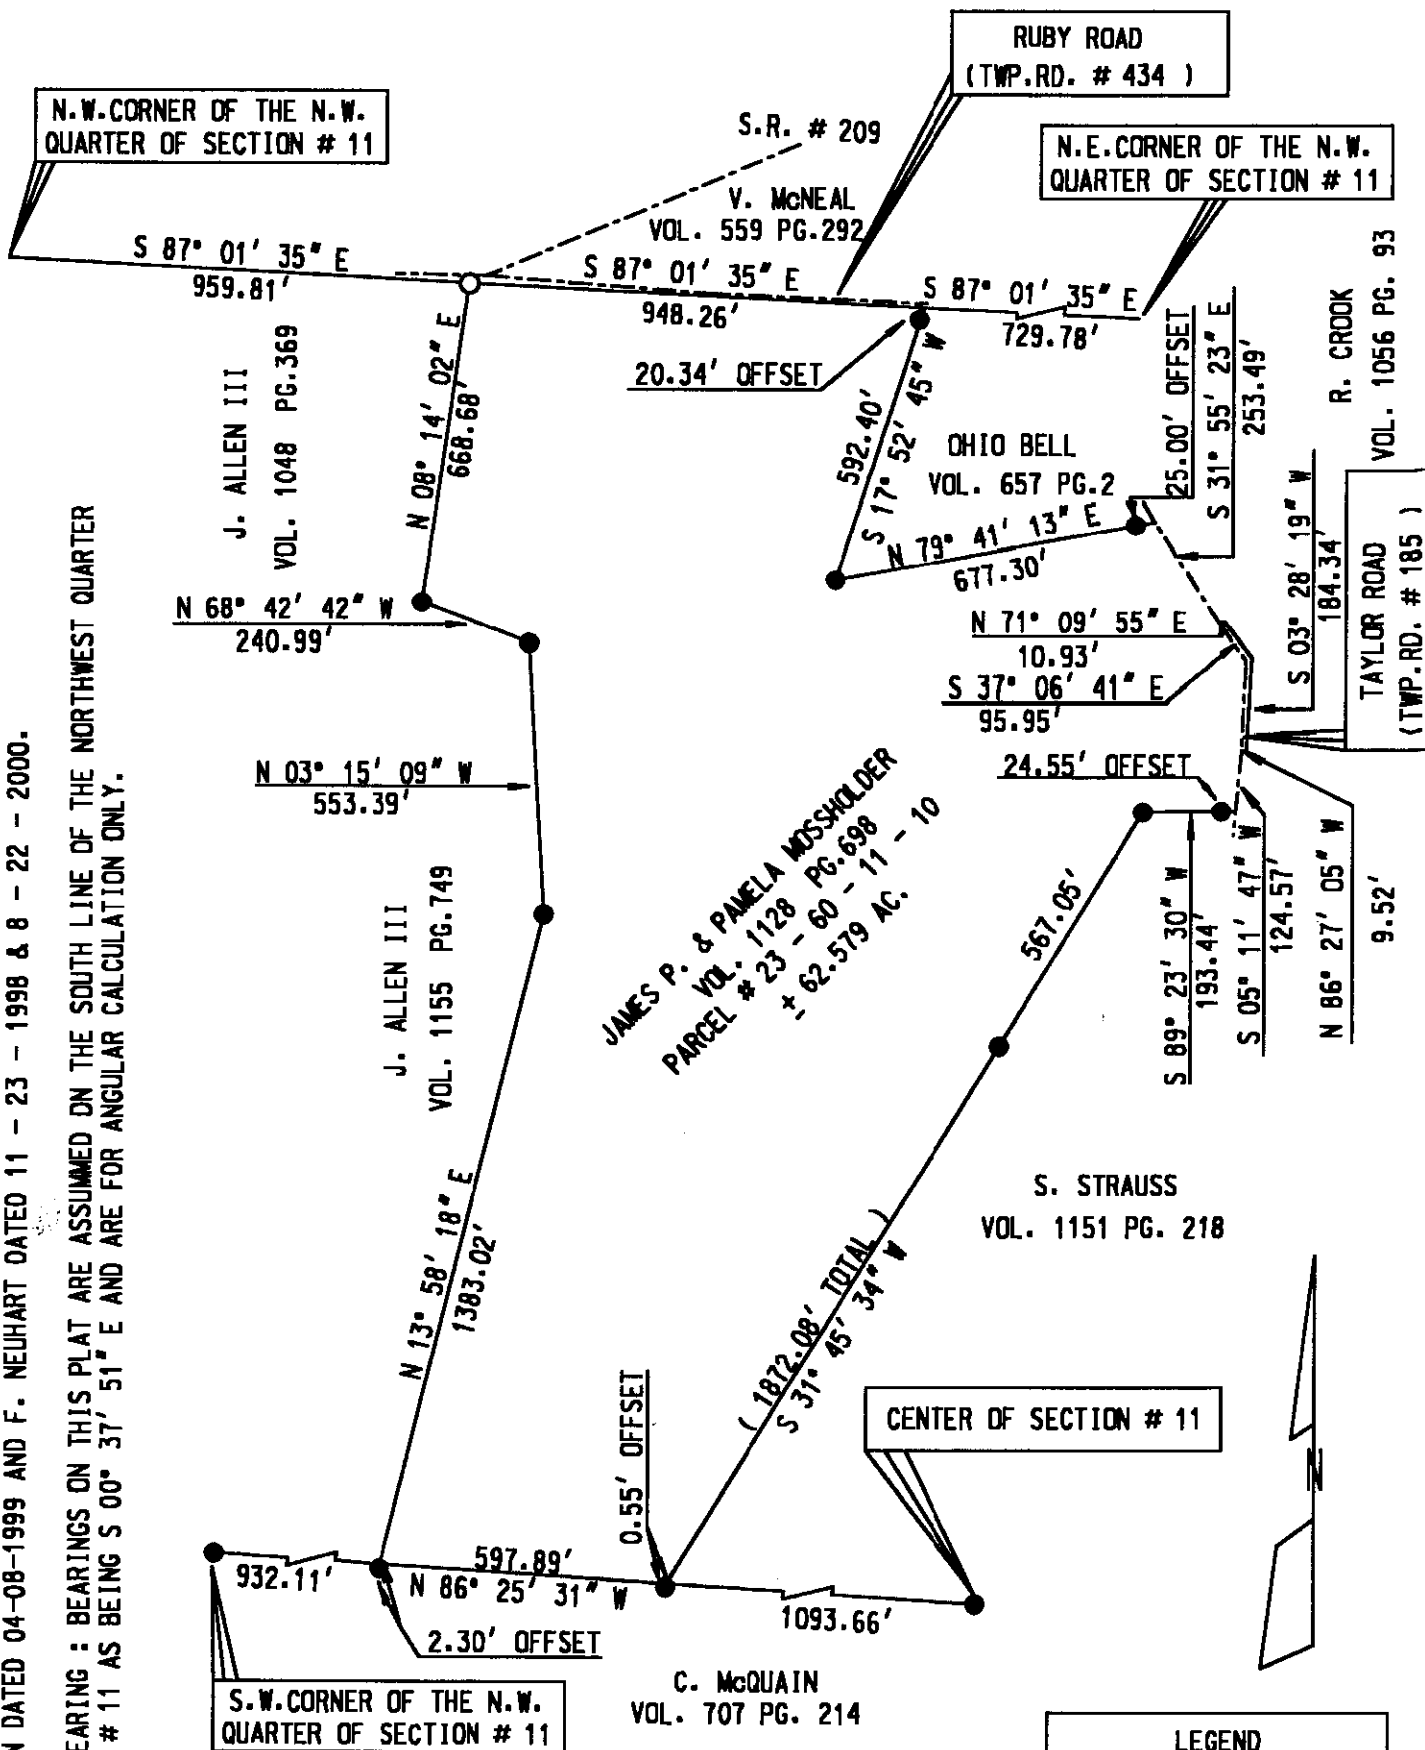 RUBY ROAD
(TWP.RD. # 434 )
N.W.CORNER OF THE N.W.
QUARTER OF SECTION # 11
S.R. # 209
N.E.CORNER OF THE N.W.
QUARTER OF SECTION # 11
V. McNEAL
VOL. 559 PG.292
S 87° 01' 35" E
959.81'
S 87° 01' 35" E
948.26'
S 87° 01' 35" E
729.78'
R. CROOK
VOL. 1056 PG. 93
20.34' OFFSET
25.00' OFFSET
S 31° 55' 23" E
253.49'
J. ALLEN III
VOL. 1048 PG.369
N 08° 14' 02" E
668.68'
592.40'
S 17° 52' 45" W
OHIO BELL
VOL. 657 PG.2
N 79° 41' 13" E
677.30'
S 03° 28' 19" W
184.34'
TAYLOR ROAD
(TWP.RD. # 185 )
N 68° 42' 42" W
240.99'
N 71° 09' 55" E
10.93'
S 37° 06' 41" E
95.95'
N 03° 15' 09" W
553.39'
24.55' OFFSET
JAMES P. & PAMELA MOSSHOLDER
VOL. 1128 PG.698
PARCEL # 23 - 60 - 11 - 10
± 62.579 AC.
J. ALLEN III
VOL. 1155 PG.749
567.05'
S 89° 23' 30" W
193.44'
S 05° 11' 47" W
124.57'
N 86° 27' 05" W
9.52'
N 13° 58' 18" E
1383.02'
( 1872.08' TOTAL )
S 31° 45' 34" W
S. STRAUSS
VOL. 1151 PG. 218
0.55' OFFSET
CENTER OF SECTION # 11
N
932.11'
597.89'
N 86° 25' 31" W
1093.66'
2.30' OFFSET
S.W.CORNER OF THE N.W.
QUARTER OF SECTION # 11
C. McQUAIN
VOL. 707 PG. 214
LEGEND
N DATED 04-08-1999 AND F. NEUHART DATED 11 - 23 - 1998 & 8 - 22 - 2000.
EARING : BEARINGS ON THIS PLAT ARE ASSUMMED ON THE SOUTH LINE OF THE NORTHWEST QUARTER
# 11 AS BEING S 00° 37' 51" E AND ARE FOR ANGULAR CALCULATION ONLY.